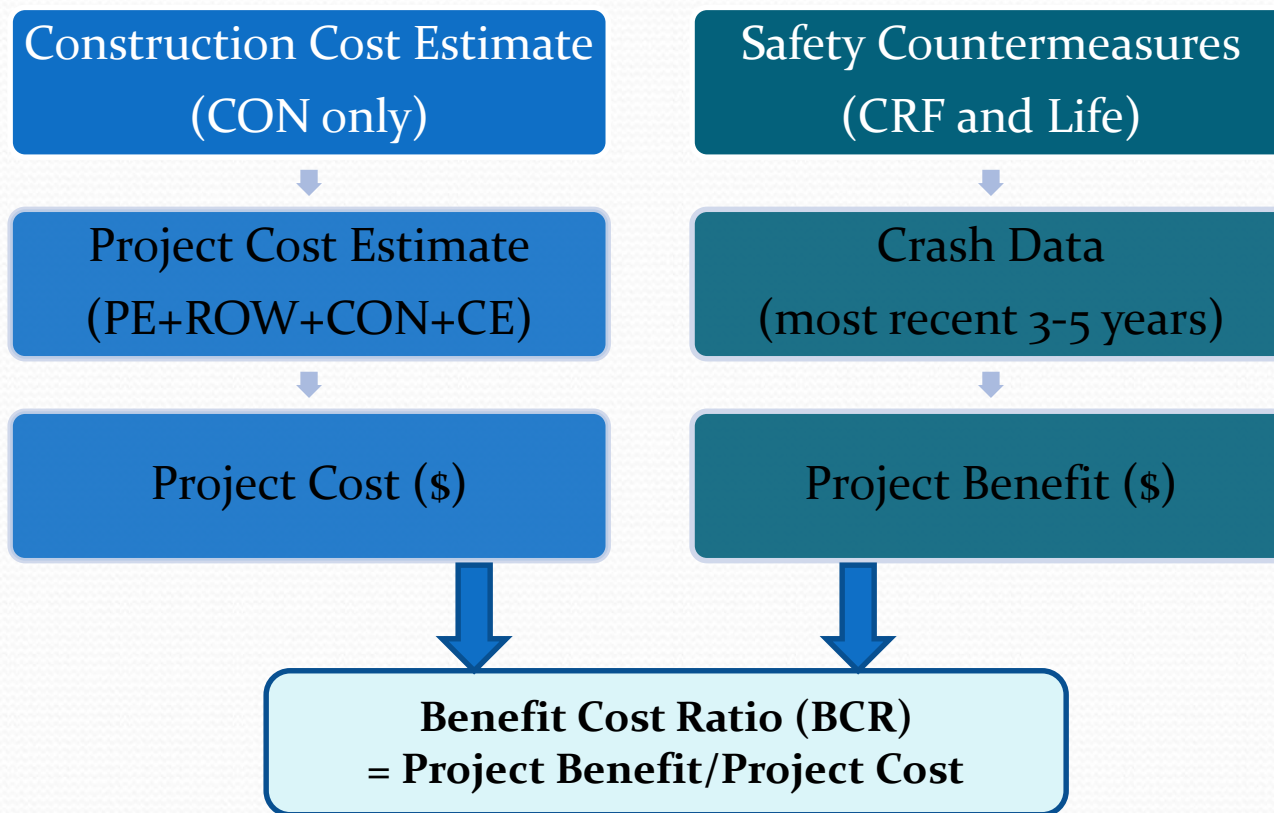 Construction Cost Estimate
(CON only)
Project Cost Estimate
(PE+ROW+CON+CE)
Project Cost ($)
Safety Countermeasures
(CRF and Life)
Crash Data
(most recent 3-5 years)
Project Benefit ($)
Benefit Cost Ratio (BCR)
= Project Benefit/Project Cost